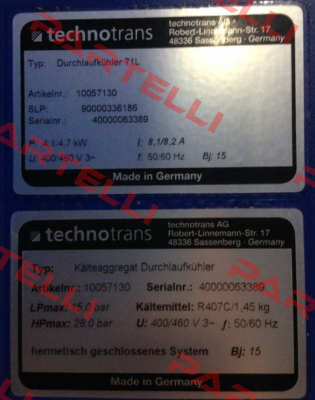 technotrans
technotrans AG
Robert-Linnemann-Str. 17
48336 Sassenberg - Germany
Typ: Durchlaufkühler 71L
Artikelnr.: 10057130
SLP: 90000336186
Serialnr.: 40000063389
P: 4,1/4,7 kW I: 8,1/8,2 A
U: 400/460 V 3~ f: 50/60 Hz Bj: 15
Made in Germany
technotrans
technotrans AG
Robert-Linnemann-Str. 17
48336 Sassenberg - Germany
Typ: Kälteaggregat Durchlaufkühler
Artikelnr.: 10057130 Serialnr.: 40000063389
LPmax: 15,0 bar Kältemittel: R407C/1,45 kg
HPmax: 28,0 bar U: 400/460 V 3~ f: 50/60 Hz
hermetisch geschlossenes System Bj: 15
Made in Germany
PARTELLI